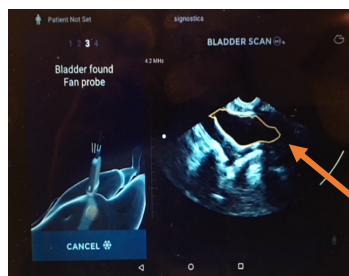 Patient Not Set
signostics
1 2 3 4
BLADDER SCAN
Bladder found
Fan probe
4.2 MHz
CANCEL